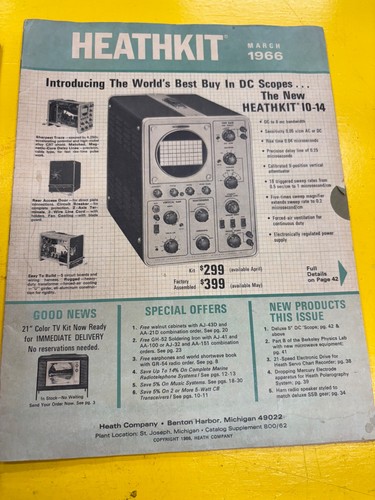 HEATHKIT®
MARCH
1966
Introducing The World's Best Buy In DC Scopes . . .
The New
HEATHKIT® IO-14
• DC to 8 mc bandwidth
• Sensitivity 0.05 v/cm AC or DC
• Rise time 0.04 microseconds
• Precision delay line of 0.25
microseconds
• Calibrated 9-position vertical
attenuator
• 18 triggered sweep rates from
0.5 sec/cm to 1 microsecond/cm
• Forced-air ventilation for
continuous duty
• Electronically regulated power
supply
Rear Access Door
Kit $299 (available April)
Factory
Assembled $399 (available May)
Full
Details
on Page 42
GOOD NEWS
21" Color TV Kit Now Ready
for IMMEDIATE DELIVERY
No reservations needed.
In Stock—No Waiting
Send Your Order Now. See pg. 3
SPECIAL OFFERS
1. Free walnut cabinets with AJ-43D and
AA-21D combination order. See pg. 20
2. Free GH-52 Soldering Iron with AJ-41 and
AA-100 or AJ-32 and AA-151 combination
orders. See pg. 23
3. Free earphones and world shortwave book
with GR-54 radio order. See pg. 8
4. Save Up To 14% On Complete Marine
Radiotelephone Systems! See pgs. 12-13
5. Save 5% On Music Systems. See pgs. 18-30
6. Save 5% On 2 or More 5-Watt CB
Transceivers! See pgs. 10-11
NEW PRODUCTS
THIS ISSUE
1. Deluxe 5" DC Scope, pg. 42 &
above
2. Part B of the Berkeley Physics Lab
with new microwave equipment;
pg. 41
3. 21-Speed Electronic Drive for
Heath Servo Chart Recorder, pg. 38
4. Dropping Mercury Electrode
apparatus for Heath Polarography
System; pg. 39
5. Ham radio speaker styled to
match deluxe SSB gear; pg. 34
Heath Company • Benton Harbor, Michigan 49022
Plant Location: St. Joseph, Michigan • Catalog Supplement 800/62
COPYRIGHT 1966, HEATH COMPANY